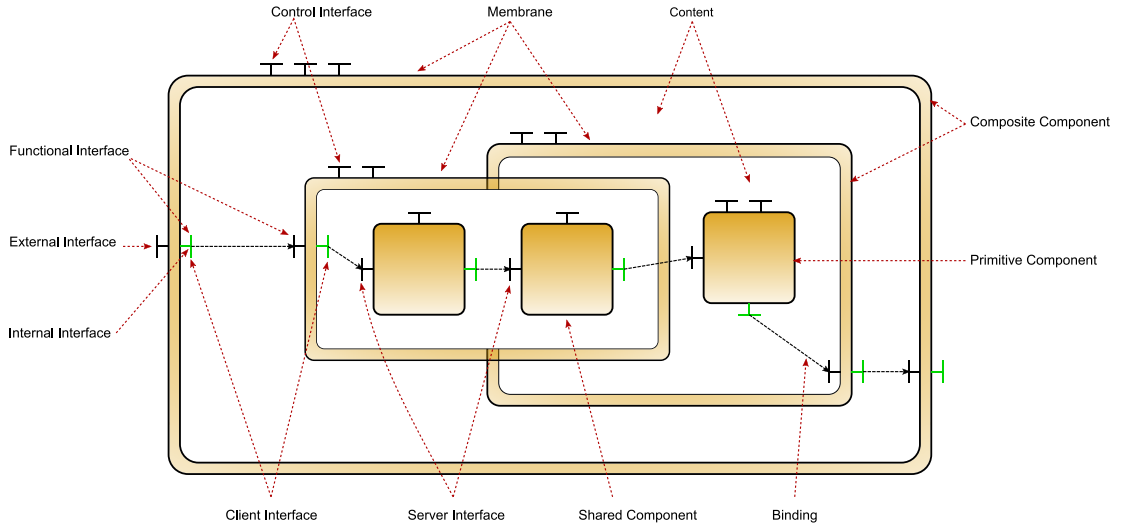 Control Interface
Membrane
Content
Composite Component
Functional Interface
External Interface
Primitive Component
Internal Interface
Client Interface
Server Interface
Shared Component
Binding